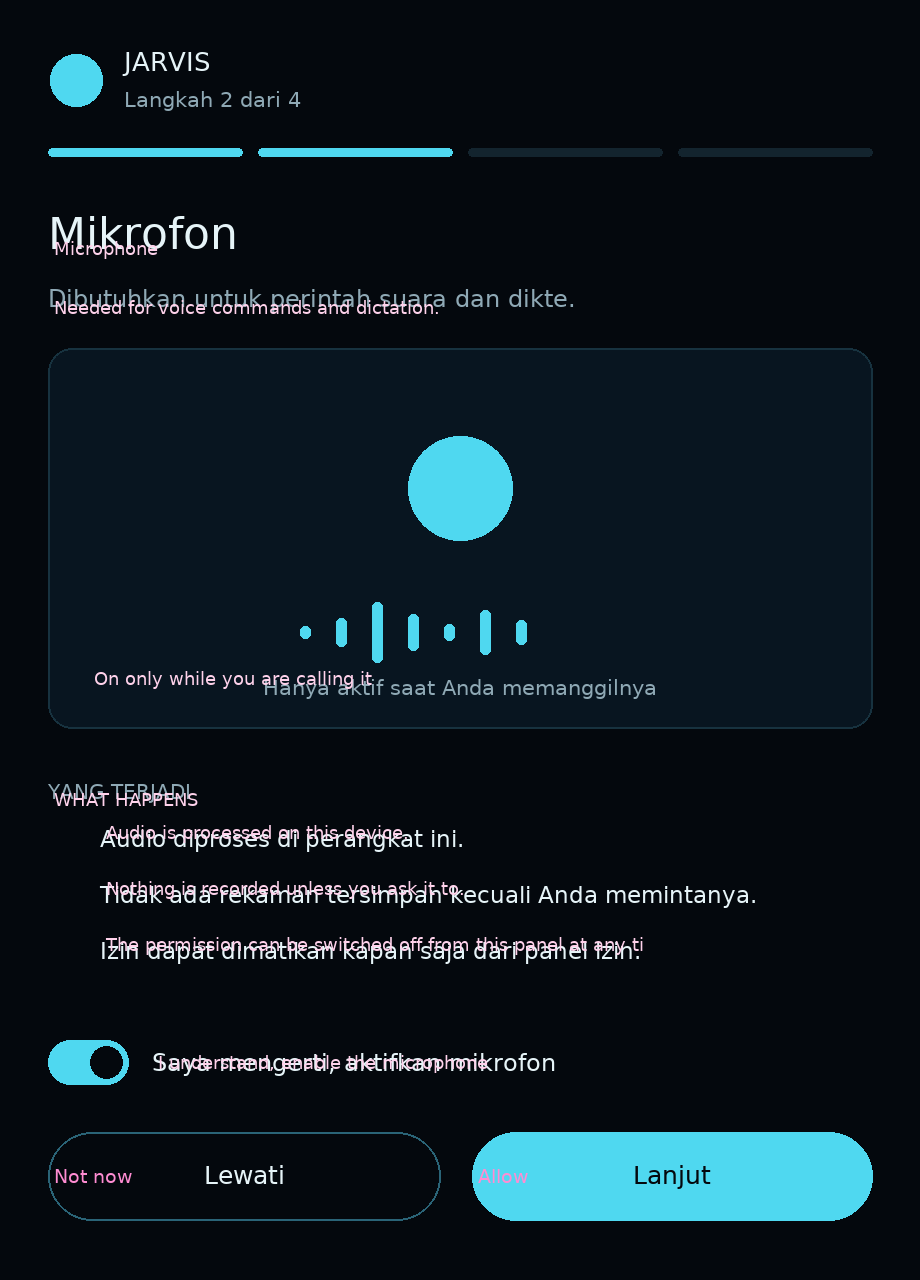 JARVIS
Langkah 2 dari 4
Mikrofon
Microphone
Dibutuhkan untuk perintah suara dan dikte.
Needed for voice commands and dictation.
On only while you are calling it
Hanya aktif saat Anda memanggilnya
YANG TERJADI
WHAT HAPPENS
Audio is processed on this device.
Audio diproses di perangkat ini.
Nothing is recorded unless you ask it to.
Tidak ada rekaman tersimpan kecuali Anda memintanya.
The permission can be switched off from this panel at any ti
Izin dapat dimatikan kapan saja dari panel izin.
Saya mengerti, aktifkan mikrofon
I understand, enable the microphone
Not now
Lewati
Allow
Lanjut